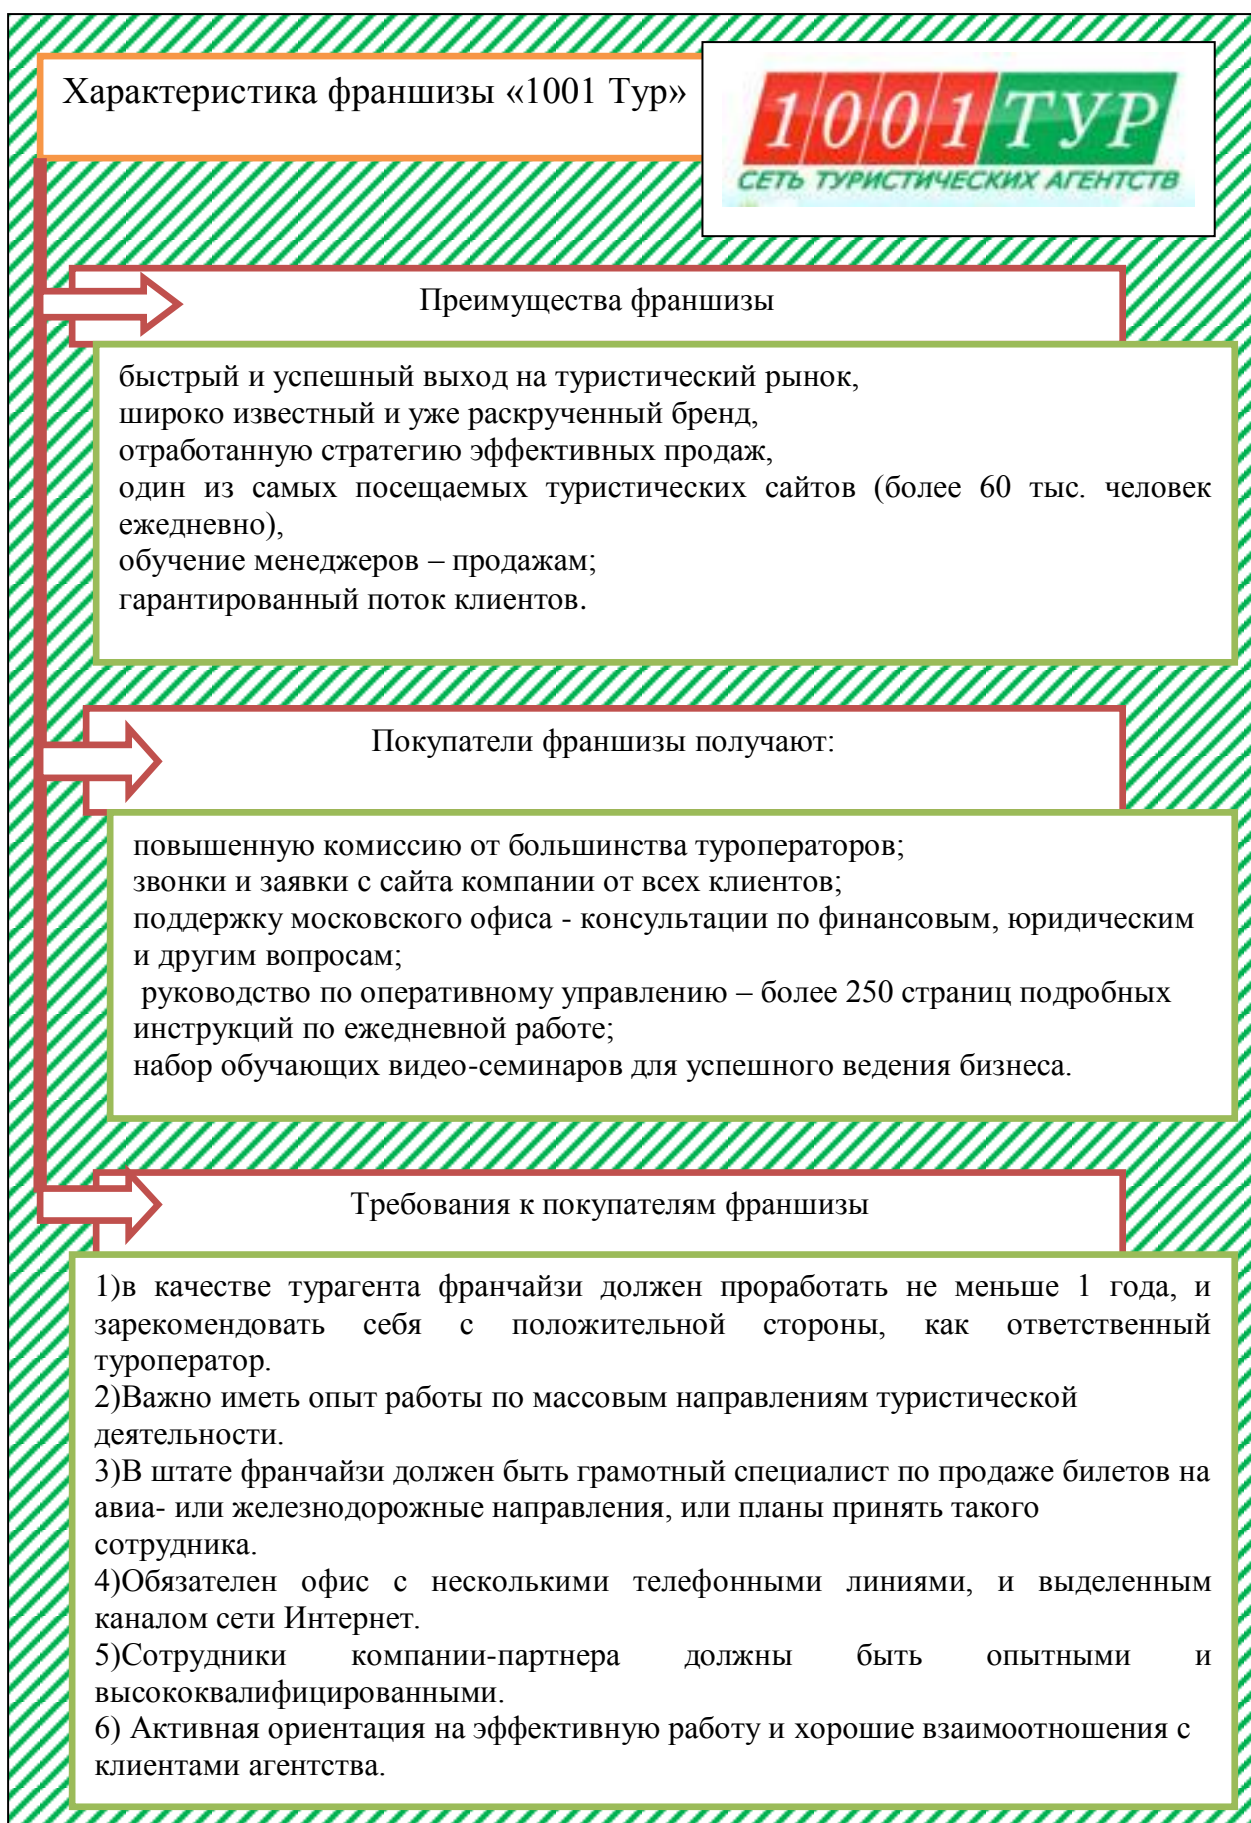 Характеристика франшизы «1001 Тур»
1001ТУР
СЕТЬ ТУРИСТИЧЕСКИХ АГЕНТСТВ
Преимущества франшизы
быстрый и успешный выход на туристический рынок,
широко известный и уже раскрученный бренд,
отработанную стратегию эффективных продаж,
один из самых посещаемых туристических сайтов (более 60 тыс. человек
ежедневно),
обучение менеджеров – продажам;
гарантированный поток клиентов.
Покупатели франшизы получают:
повышенную комиссию от большинства туроператоров;
звонки и заявки с сайта компании от всех клиентов;
поддержку московского офиса - консультации по финансовым, юридическим
и другим вопросам;
руководство по оперативному управлению – более 250 страниц подробных
инструкций по ежедневной работе;
набор обучающих видео-семинаров для успешного ведения бизнеса.
Требования к покупателям франшизы
1)в качестве турагента франчайзи должен проработать не меньше 1 года, и
зарекомендовать себя с положительной стороны, как ответственный
туроператор.
2)Важно иметь опыт работы по массовым направлениям туристической
деятельности.
3)В штате франчайзи должен быть грамотный специалист по продаже билетов на
авиа- или железнодорожные направления, или планы принять такого
сотрудника.
4)Обязателен офис с несколькими телефонными линиями, и выделенным
каналом сети Интернет.
5)Сотрудники компании-партнера должны быть опытными и
высококвалифицированными.
6) Активная ориентация на эффективную работу и хорошие взаимоотношения с
клиентами агентства.